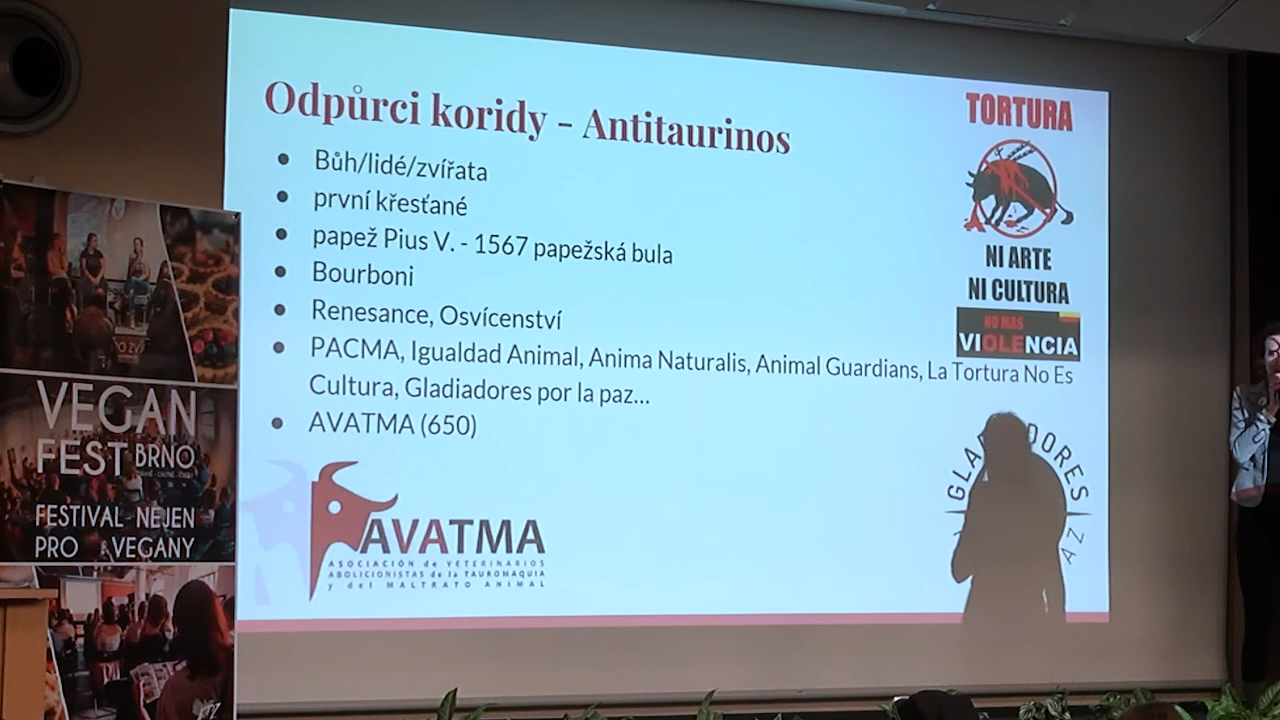 Odpůrci koridy - Antitaurinos
Bůh/lidé/zvířata
první křesťané
papež Pius V. - 1567 papežská bula
Bourboni
Renesance, Osvícenství
PACMA, Igualdad Animal, Anima Naturalis, Animal Guardians, La Tortura No Es
Cultura, Gladiadores por la paz...
AVATMA (650)
TORTURA
NI ARTE
NI CULTURA
NO MAS
VIOLENCIA
AVATMA
ASOCIACIÓN de VETERINARIOS
ABOLICIONISTAS de la TAUROMAQUIA
y del MALTRATO ANIMAL
VEGAN
FEST BRNO
FESTIVAL NEJEN
PRO VEGANY